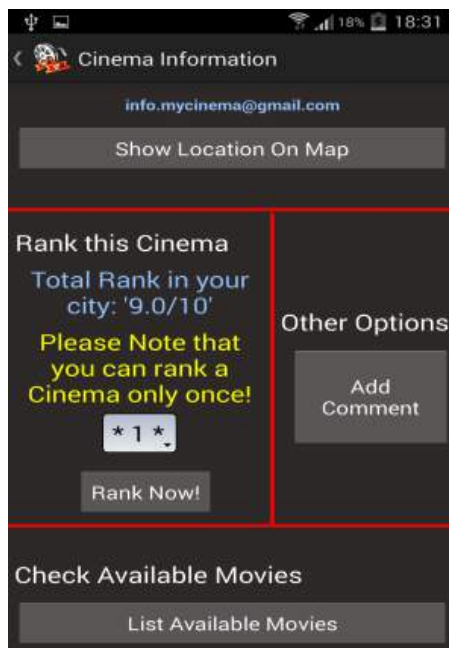 18% 18:31
Cinema Information
info.mycinema@gmail.com
Show Location On Map
Rank this Cinema
Total Rank in your
city: '9.0/10'
Please Note that
you can rank a
Cinema only once!
* 1 *
Rank Now!
Other Options
Add
Comment
Check Available Movies
List Available Movies